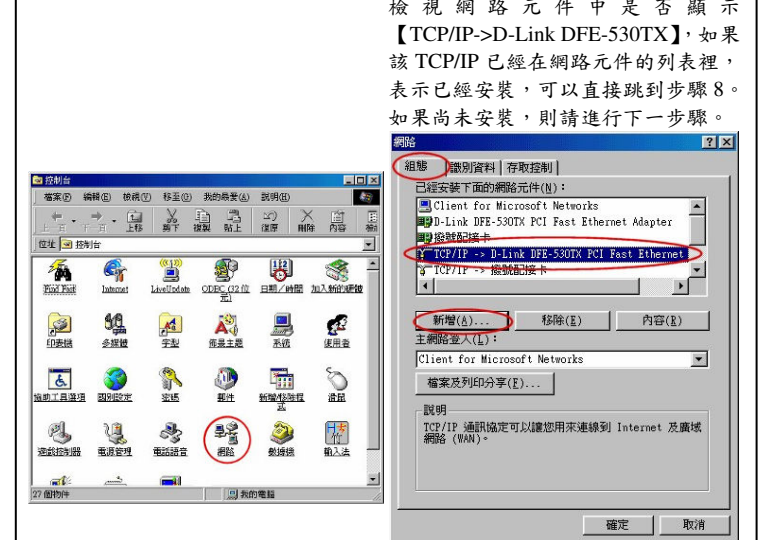 檢視網路元件中是否顯示
【TCP/IP->D-Link DFE-530TX】，如果
該 TCP/IP 已經在網路元件的列表裡，
表示已經安裝，可以直接跳到步驟 8。
如果尚未安裝，則請進行下一步驟。
控制台
檔案(F) 編輯(E) 檢視(V) 移至(G) 我的最愛(A) 說明(H)
上一頁 下一頁 上移 剪下 複製 貼上 復原 刪除 內容
位址 控制台
Find Fast Internet LiveUpdate ODBC (32 位元) 日期／時間 加入新的硬體
印表機 多媒體 字型 佈景主題 系統 使用者
協助工具選項 國別設定 密碼 郵件 新增/移除程式 滑鼠
遊戲控制器 電源管理 電話語音 網路 數據機 輸入法
27 個物件 我的電腦
網路
組態 識別資料 存取控制
已經安裝下面的網路元件(N)：
Client for Microsoft Networks
D-Link DFE-530TX PCI Fast Ethernet Adapter
撥號配接卡
TCP/IP -> D-Link DFE-530TX PCI Fast Ethernet
TCP/IP -> 撥號配接卡
新增(A)... 移除(E) 內容(R)
主網路登入(L)：
Client for Microsoft Networks
檔案及列印分享(F)...
說明
TCP/IP 通訊協定可以讓您用來連線到 Internet 及廣域
網路 (WAN)。
確定 取消